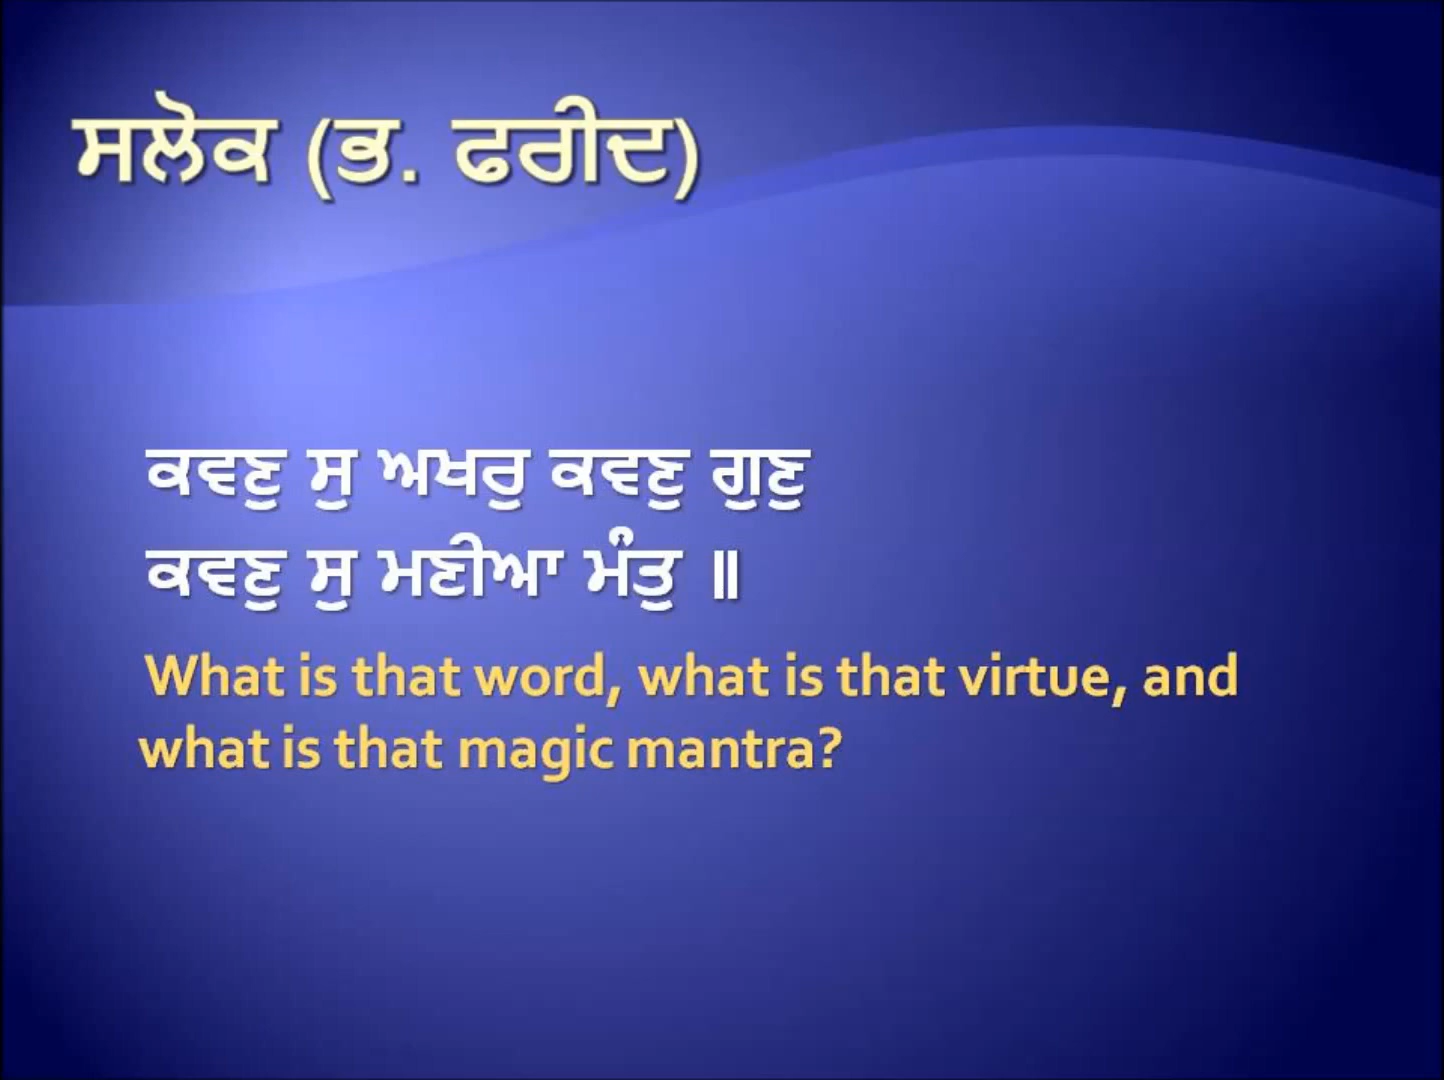 ਸਲੋਕ (ਭ. ਫਰੀਦ)
ਕਵਣੁ ਸੁ ਅਖਰੁ ਕਵਣੁ ਗੁਣੁ
ਕਵਣੁ ਸੁ ਮਣੀਆ ਮੰਤੁ ॥
What is that word, what is that virtue, and
what is that magic mantra?